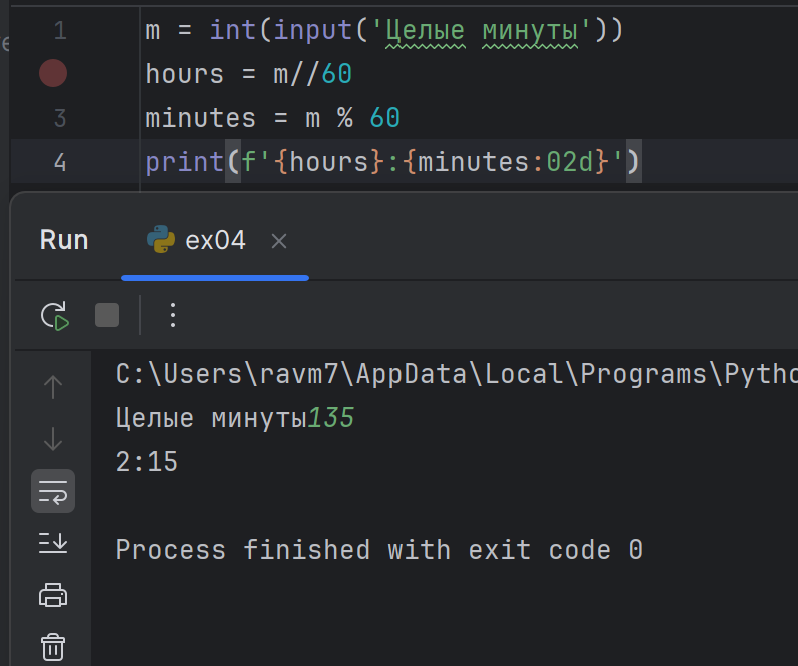 1 m = int(input('Целые минуты'))
hours = m//60
3 minutes = m % 60
4 print(f'{hours}:{minutes:02d}')
Run ex04
C:\Users\ravm7\AppData\Local\Programs\Pytho
Целые минуты135
2:15
Process finished with exit code 0